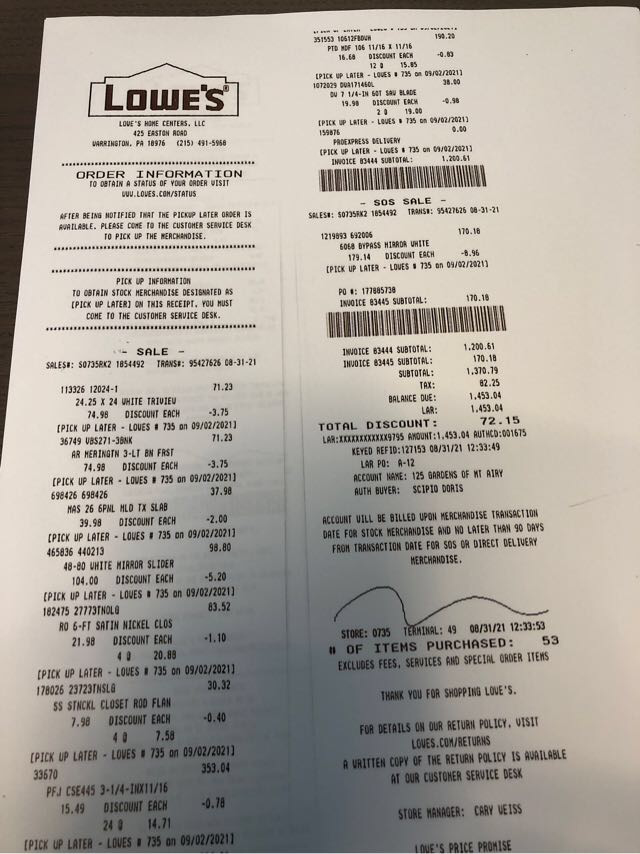 LOWE'S®
LOWE'S HOME CENTERS, LLC
425 EASTON ROAD
WARRINGTON, PA 18976 (215) 491-5968
ORDER INFORMATION
TO OBTAIN A STATUS OF YOUR ORDER VISIT
WWW.LOWES.COM/STATUS
AFTER BEING NOTIFIED THAT THE PICKUP LATER ORDER IS
AVAILABLE. PLEASE COME TO THE CUSTOMER SERVICE DESK
TO PICK UP THE MERCHANDISE.
PICK UP INFORMATION
TO OBTAIN STOCK MERCHANDISE DESIGNATED AS
[PICK UP LATER] ON THIS RECEIPT, YOU MUST
COME TO THE CUSTOMER SERVICE DESK.
- SALE -
SALES#: S0735RK2 1854492 TRANS#: 95427626 08-31-21
113326 12024-1 71.23
24.25 X 24 WHITE TRIVIEW
74.98 DISCOUNT EACH -3.75
[PICK UP LATER - LOWES # 735 on 09/02/2021]
36749 VBS271-3BNK 71.23
AR MERINGTN 3-LT BN FRST
74.98 DISCOUNT EACH -3.75
[PICK UP LATER - LOWES # 735 on 09/02/2021]
698426 698426 37.98
MAS 26 6PNL MLD TX SLAB
39.98 DISCOUNT EACH -2.00
[PICK UP LATER - LOWES # 735 on 09/02/2021]
465836 440213 98.80
48-80 WHITE MIRROR SLIDER
104.00 DISCOUNT EACH -5.20
[PICK UP LATER - LOWES # 735 on 09/02/2021]
182475 27773TNOLG 83.52
RO 6-FT SATIN NICKEL CLOS
21.98 DISCOUNT EACH -1.10
4 @ 20.88
[PICK UP LATER - LOWES # 735 on 09/02/2021]
178026 23723TNSLG 30.32
SS STNCKL CLOSET ROD FLAN
7.98 DISCOUNT EACH -0.40
4 @ 7.58
[PICK UP LATER - LOWES # 735 on 09/02/2021]
33670 353.04
PFJ CSE445 3-1/4-INX11/16
15.49 DISCOUNT EACH -0.78
24 @ 14.71
[PICK UP LATER - LOWES # 735 on 09/02/2021]
351553 10612FBDWH 190.20
PTD MDF 106 11/16 X 11/16
16.68 DISCOUNT EACH -0.83
12 @ 15.85
[PICK UP LATER - LOWES # 735 on 09/02/2021]
1072029 DWA171460L 38.00
DW 7 1/4-IN 60T SAW BLADE
19.98 DISCOUNT EACH -0.98
2 @ 19.00
[PICK UP LATER - LOWES # 735 on 09/02/2021]
159876 0.00
PROEXPRESS DELIVERY
[PICK UP LATER - LOWES # 735 on 09/02/2021]
INVOICE 83444 SUBTOTAL: 1,200.61
- SOS SALE -
SALES#: S0735RK2 1854492 TRANS#: 95427626 08-31-21
1219893 692006 170.18
6068 BYPASS MIRROR WHITE
179.14 DISCOUNT EACH -8.96
[PICK UP LATER - LOWES # 735 on 09/02/2021]
PO #: 177885738
INVOICE 83445 SUBTOTAL: 170.18
INVOICE 83444 SUBTOTAL: 1,200.61
INVOICE 83445 SUBTOTAL: 170.18
SUBTOTAL: 1,370.79
TAX: 82.25
BALANCE DUE: 1,453.04
LAR: 1,453.04
TOTAL DISCOUNT: 72.15
LAR:XXXXXXXXXXXX9795 AMOUNT:1,453.04 AUTHCD:001675
KEYED REFID:127153 08/31/21 12:33:49
LAR PO: A-12
ACCOUNT NAME: 125 GARDENS OF MT AIRY
AUTH BUYER: SCIPIO DORIS
ACCOUNT WILL BE BILLED UPON MERCHANDISE TRANSACTION
DATE FOR STOCK MERCHANDISE AND NO LATER THAN 90 DAYS
FROM TRANSACTION DATE FOR SOS OR DIRECT DELIVERY
MERCHANDISE.
STORE: 0735 TERMINAL: 49 08/31/21 12:33:53
# OF ITEMS PURCHASED: 53
EXCLUDES FEES, SERVICES AND SPECIAL ORDER ITEMS
THANK YOU FOR SHOPPING LOWE'S.
FOR DETAILS ON OUR RETURN POLICY, VISIT
LOWES.COM/RETURNS
A WRITTEN COPY OF THE RETURN POLICY IS AVAILABLE
AT OUR CUSTOMER SERVICE DESK
STORE MANAGER: CARY WEISS
LOWE'S PRICE PROMISE